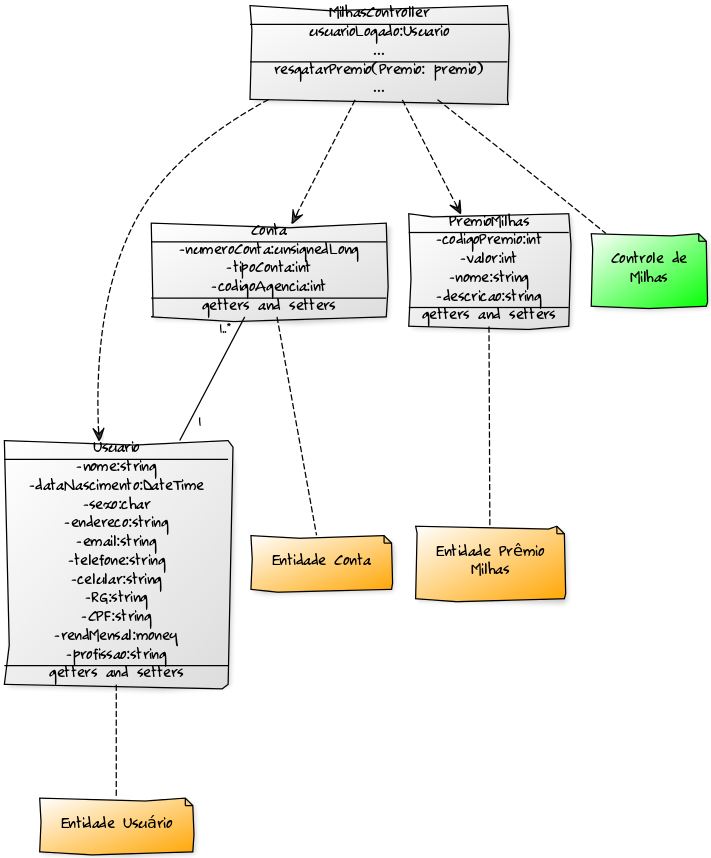 MilhasController
usuarioLogado:Usuario
...
resgatarPremio(Premio: premio)
...
Conta
-numeroConta:unsignedLong
-tipoConta:int
-codigoAgencia:int
getters and setters
PremioMilhas
-codigoPremio:int
-valor:int
-nome:string
-descricao:string
getters and setters
Controle de
Milhas
1..*
1
Usuario
-nome:string
-dataNascimento:DateTime
-sexo:char
-endereco:string
-email:string
-telefone:string
-celular:string
-RG:string
-CPF:string
-rendMensal:money
-profissao:string
getters and setters
Entidade Conta
Entidade Prêmio
Milhas
Entidade Usuário